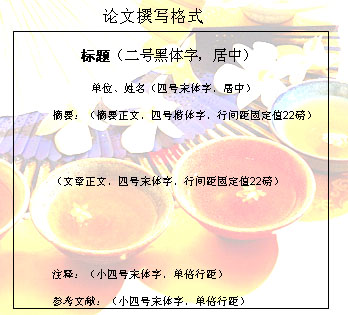 论文撰写格式
标题（二号黑体字，居中）
单位、姓名（四号宋体字，居中）
摘要：（摘要正文，四号楷体字，行间距固定值22磅）
（文章正文，四号宋体字，行间距固定值22磅）
注释：（小四号宋体字，单倍行距）
参考文献：（小四号宋体字，单倍行距）